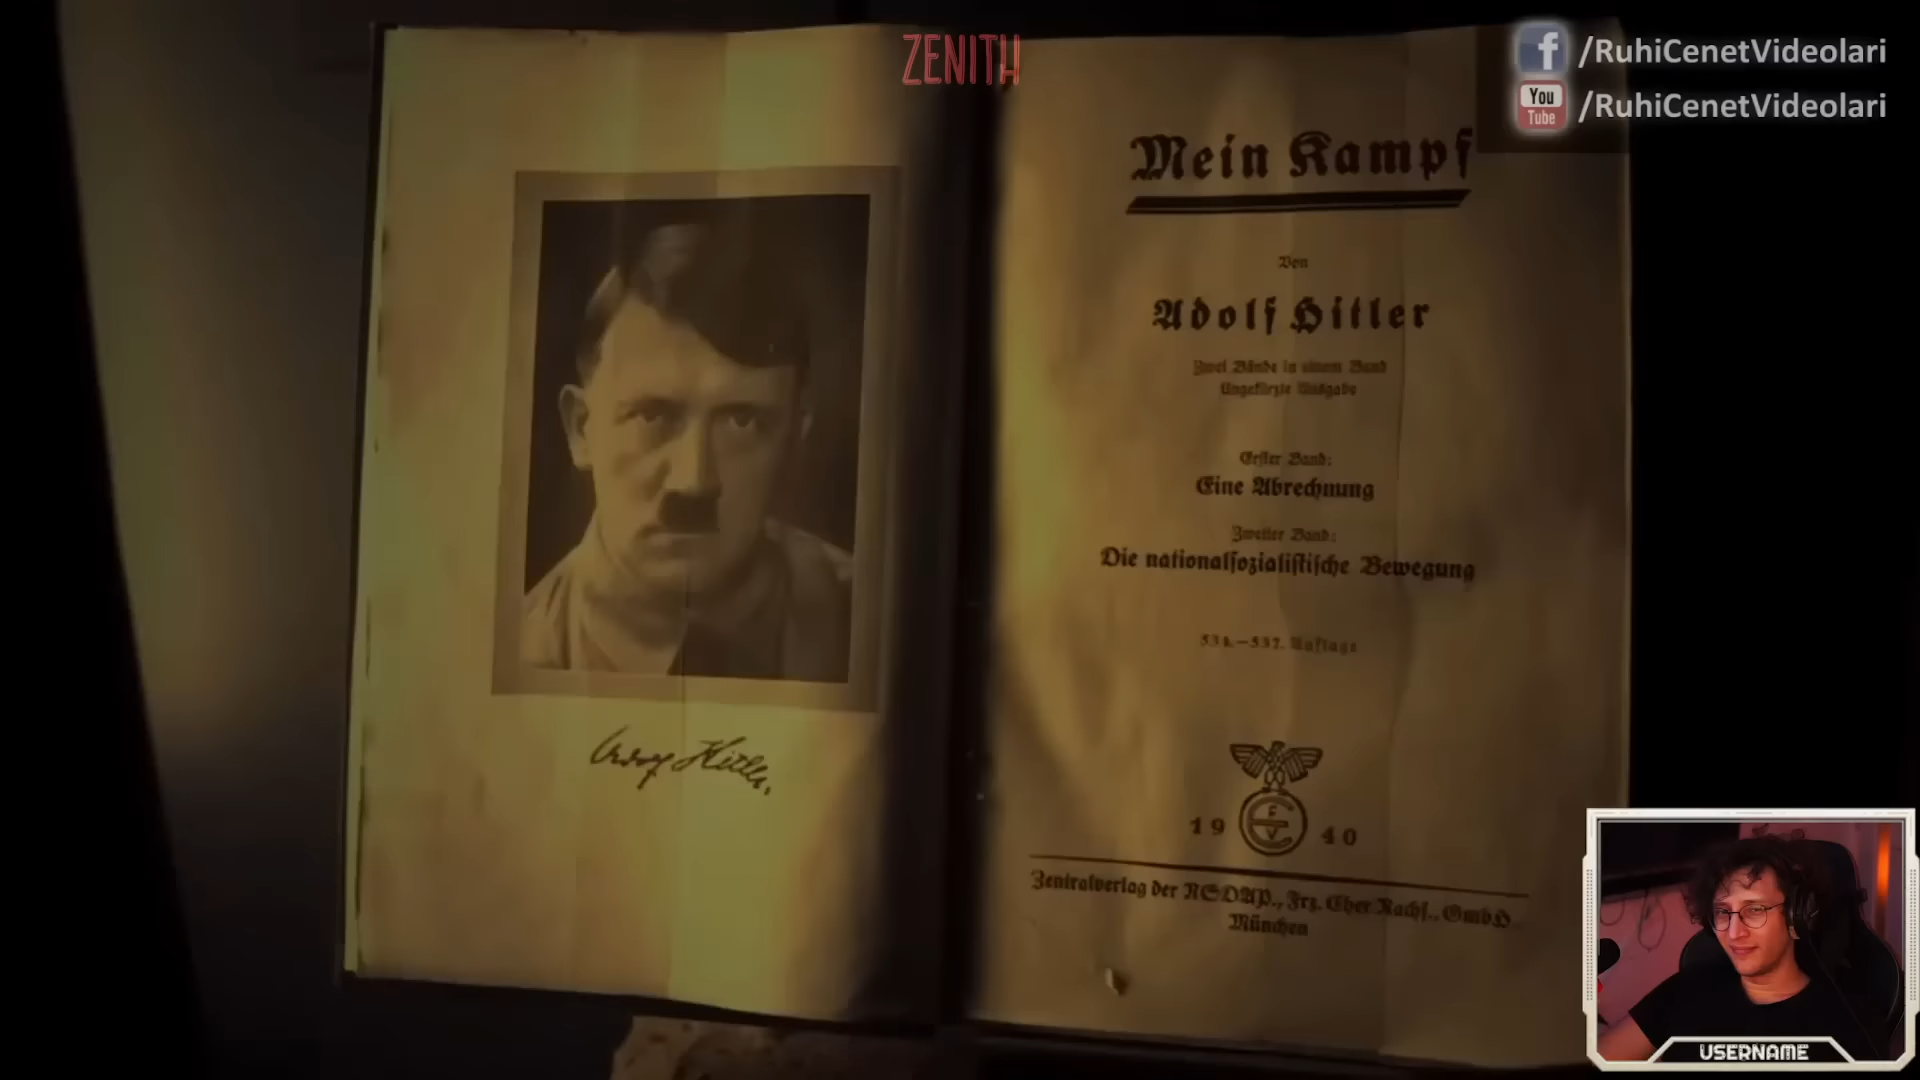 ZENITH
/RuhiCenetVideolari
You
Tube
/RuhiCenetVideolari
Mein Kampf
Von
Adolf Hitler
Zwei Bände in einem Band
Ungekürzte Ausgabe
Erster Band:
Eine Abrechnung
Zweiter Band:
Die nationalsozialistische Bewegung
Auflage
Adolf Hitler
19 40
Zentralverlag der NSDAP., Frz. Eher Nachf., GmbH
München
USERNAME